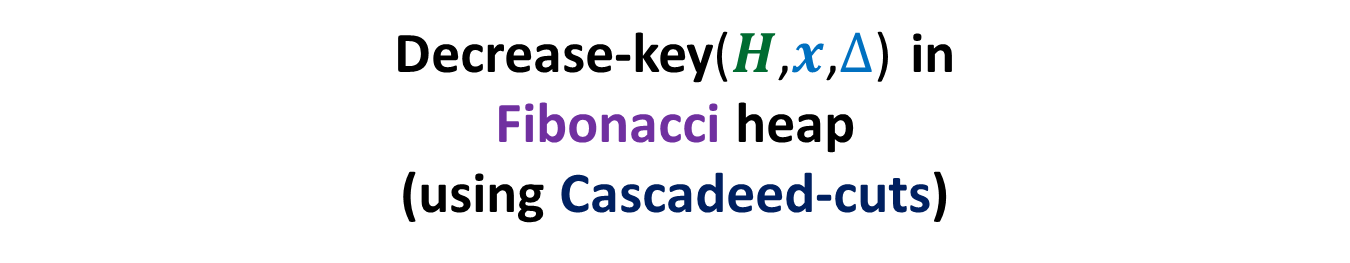 Decrease-key(H,x,Δ) in
Fibonacci heap
(using Cascadeed-cuts)